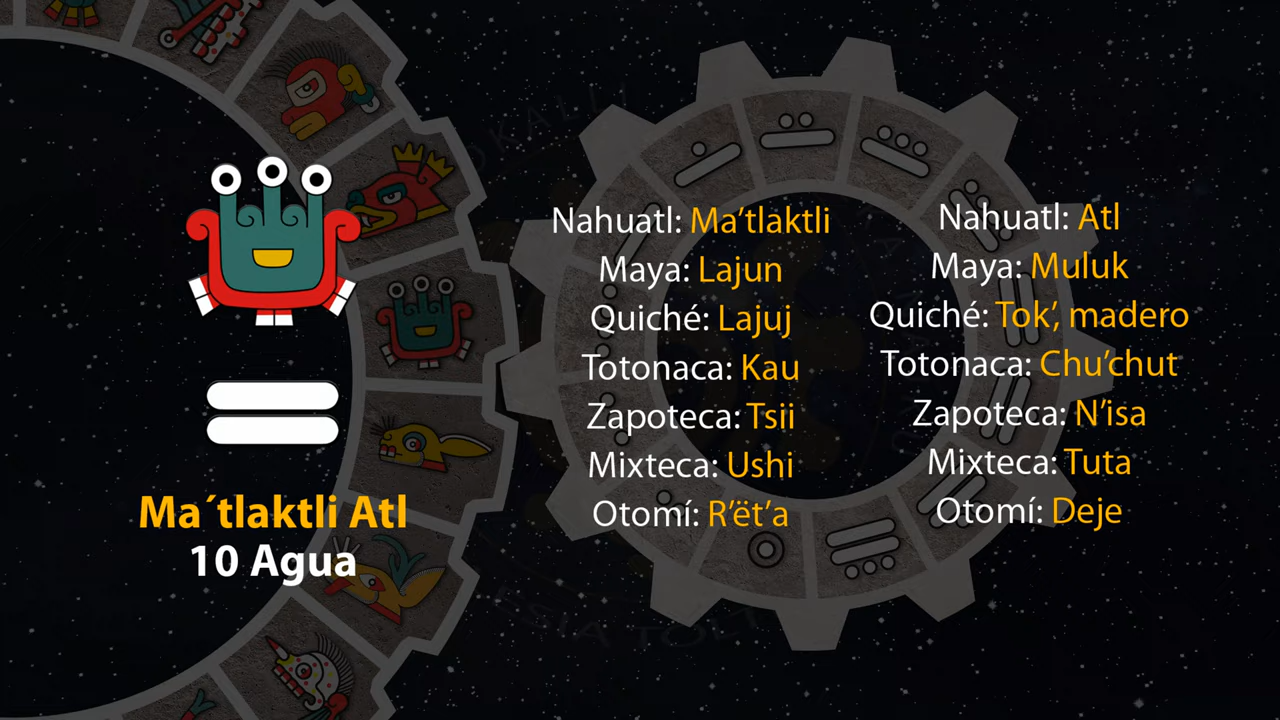 Nahuatl: Ma’tlaktli
Maya: Lajun
Quiché: Lajuj
Totonaca: Kau
Zapoteca: Tsii
Mixteca: Ushi
Otomí: R’ët’a
Nahuatl: Atl
Maya: Muluk
Quiché: Tok’, madero
Totonaca: Chu’chut
Zapoteca: N’isa
Mixteca: Tuta
Otomí: Deje
Ma´tlaktli Atl
10 Agua